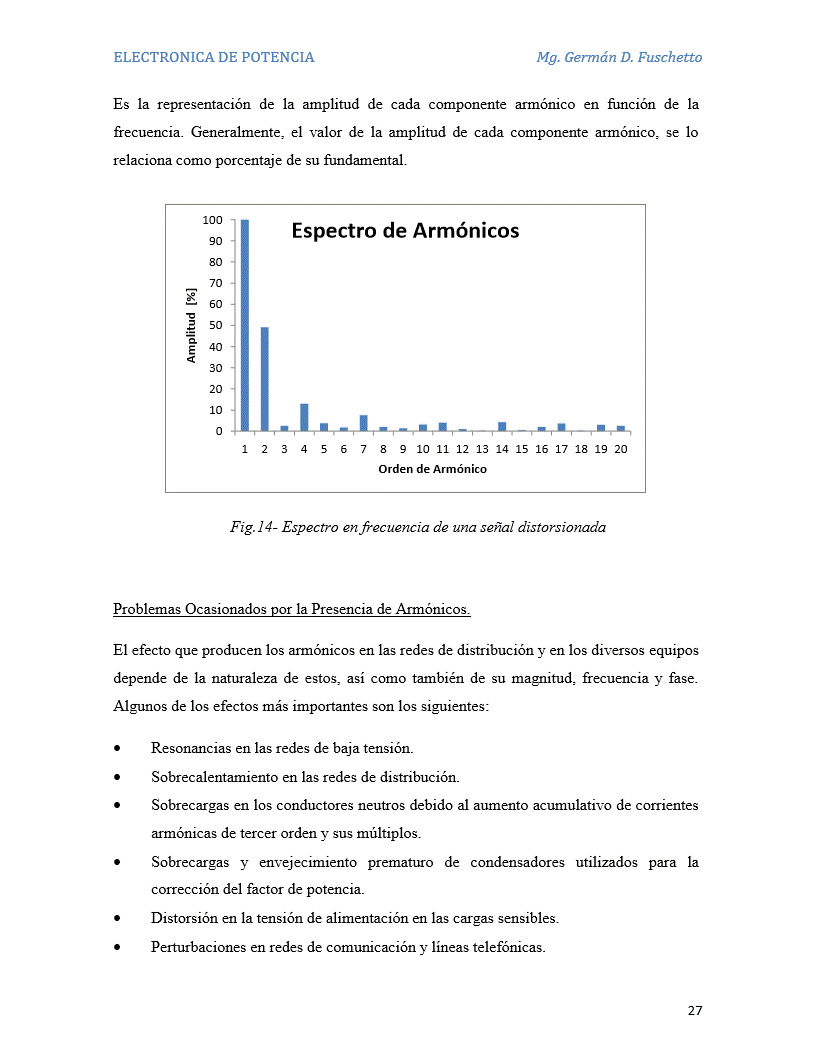 ELECTRONICA DE POTENCIA Mg. Germán D. Fuschetto
Es la representación de la amplitud de cada componente armónico en función de la
frecuencia. Generalmente, el valor de la amplitud de cada componente armónico, se lo
relaciona como porcentaje de su fundamental.
Espectro de Armónicos
100
90
80
70
60
50
40
30
20
10
0
Amplitud [%]
1 2 3 4 5 6 7 8 9 10 11 12 13 14 15 16 17 18 19 20
Orden de Armónico
Fig.14- Espectro en frecuencia de una señal distorsionada
Problemas Ocasionados por la Presencia de Armónicos.
El efecto que producen los armónicos en las redes de distribución y en los diversos equipos
depende de la naturaleza de estos, así como también de su magnitud, frecuencia y fase.
Algunos de los efectos más importantes son los siguientes:
• Resonancias en las redes de baja tensión.
• Sobrecalentamiento en las redes de distribución.
• Sobrecargas en los conductores neutros debido al aumento acumulativo de corrientes
armónicas de tercer orden y sus múltiplos.
• Sobrecargas y envejecimiento prematuro de condensadores utilizados para la
corrección del factor de potencia.
• Distorsión en la tensión de alimentación en las cargas sensibles.
• Perturbaciones en redes de comunicación y líneas telefónicas.
27